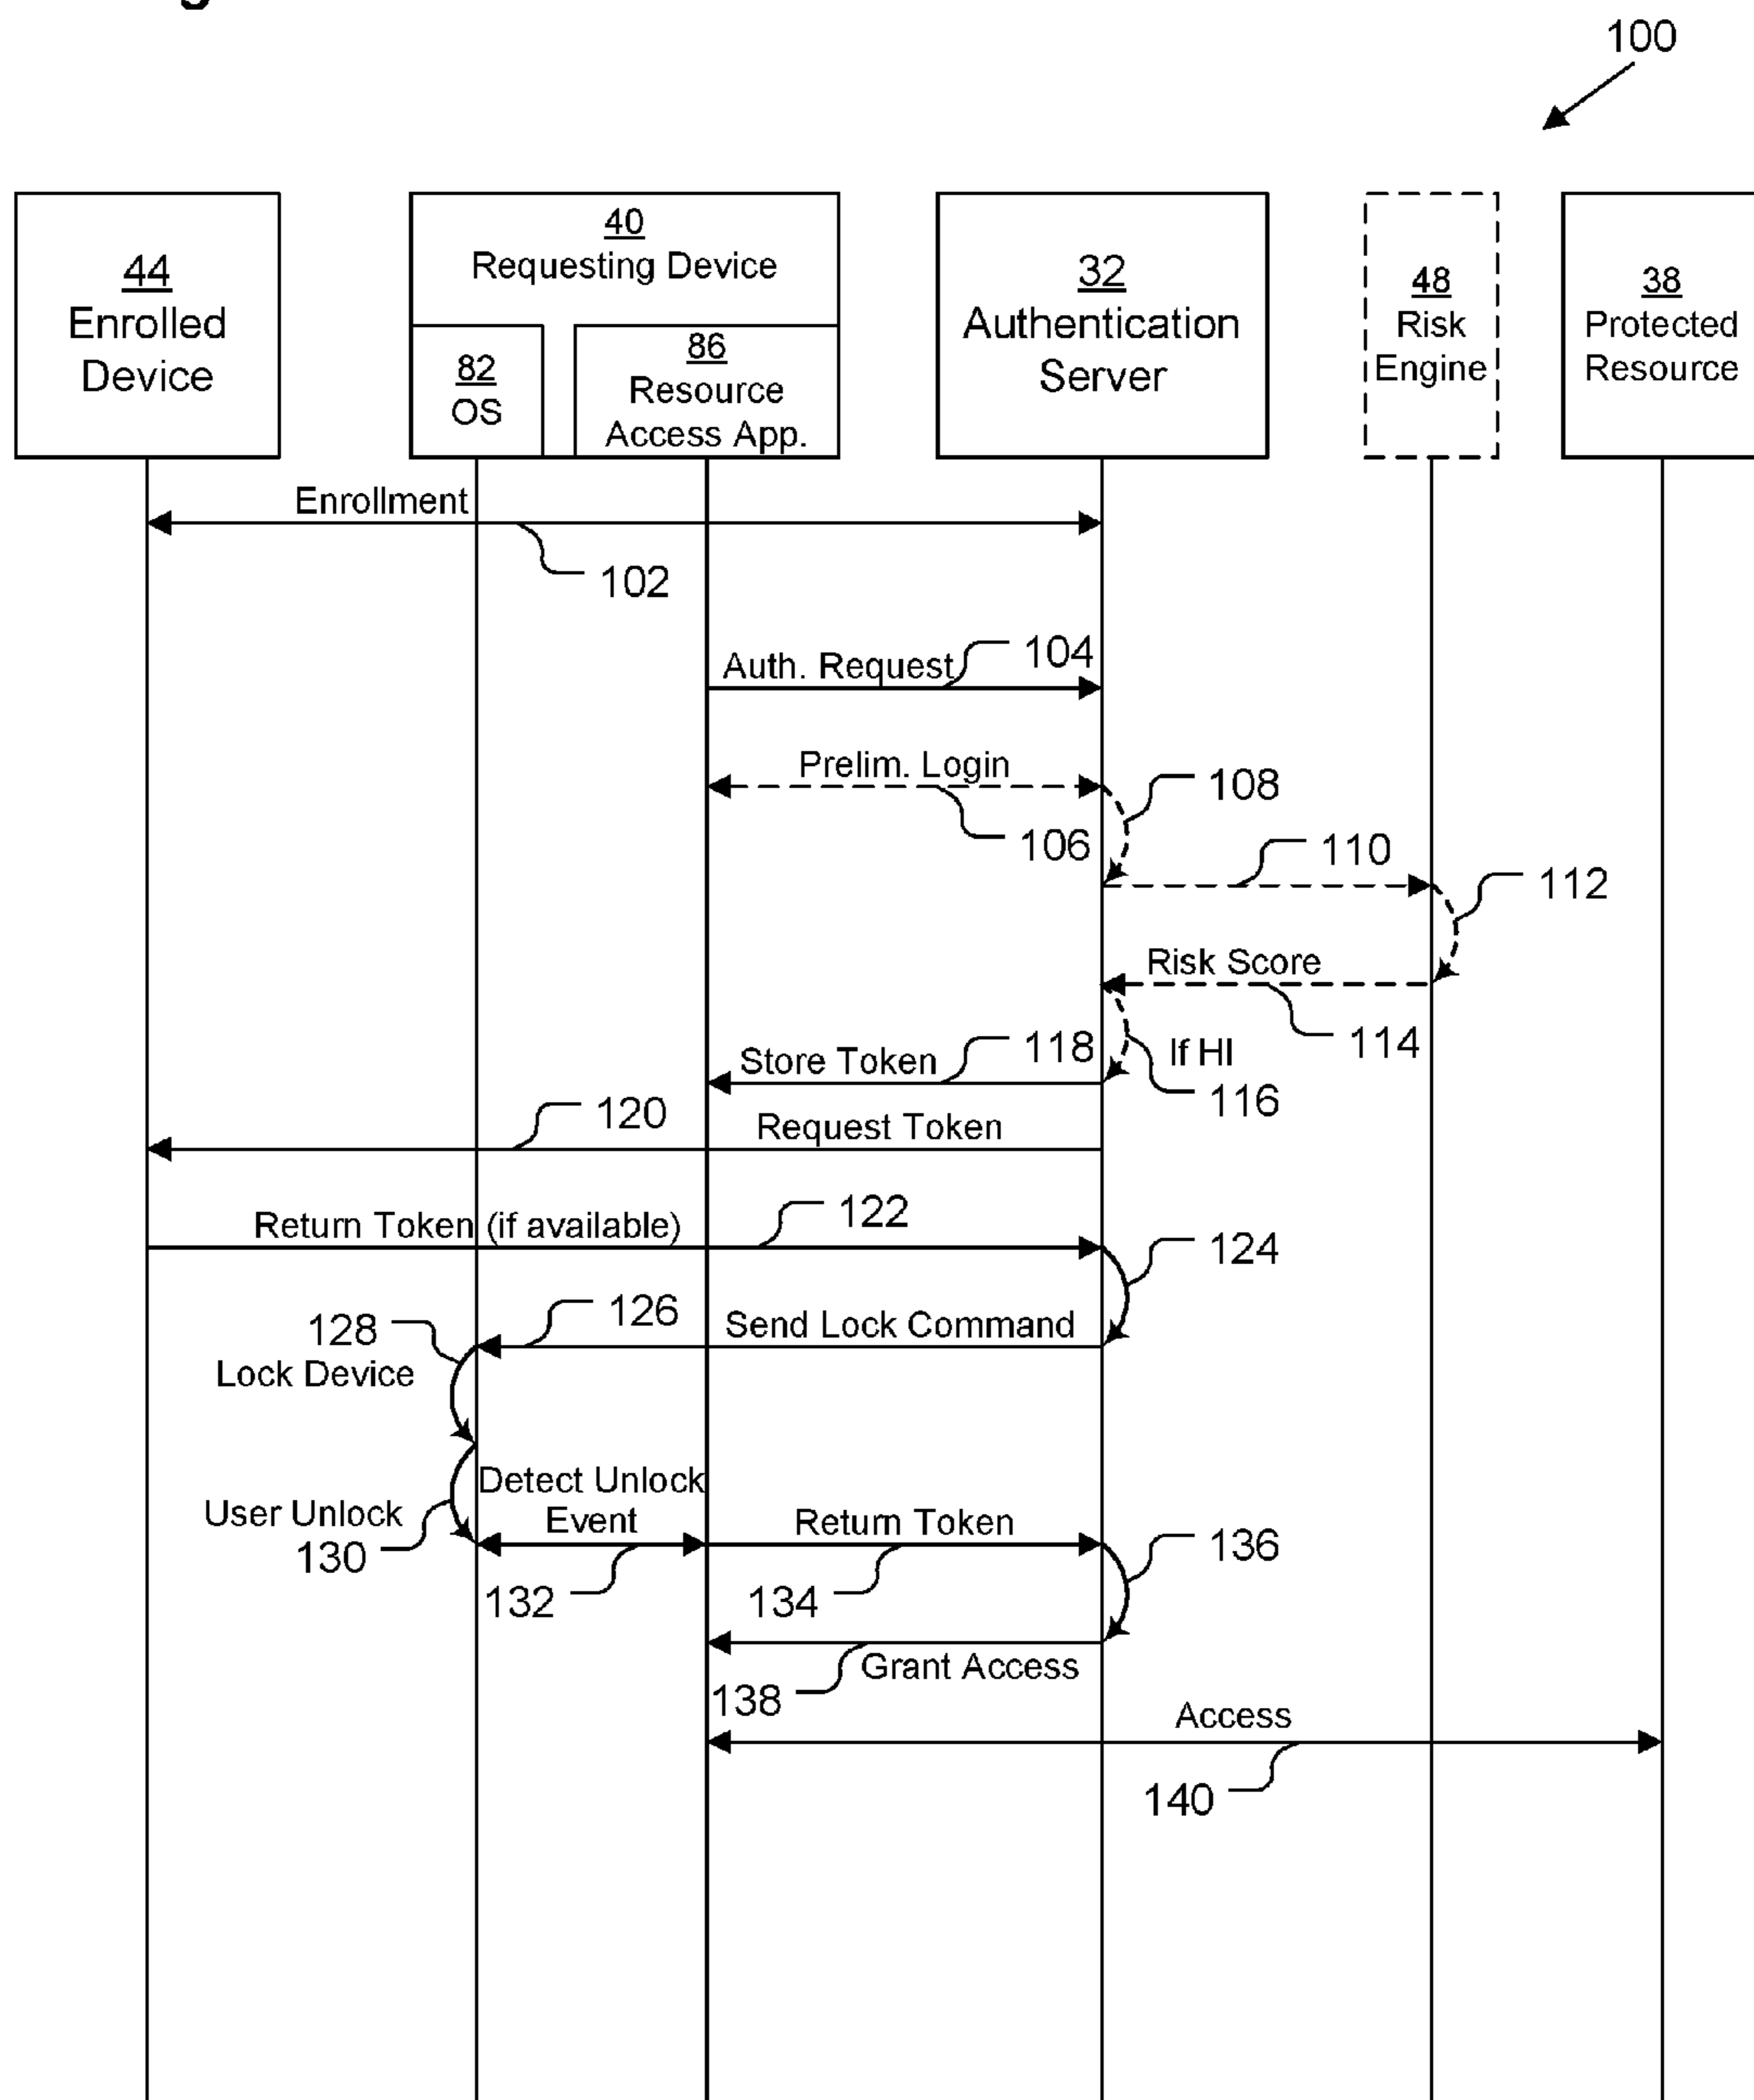 100
44
Enrolled
Device
40
Requesting Device
82
OS
86
Resource
Access App.
32
Authentication
Server
48
Risk
Engine
38
Protected
Resource
Enrollment
102
Auth. Request
104
Prelim. Login
106
108
110
112
Risk Score
114
If HI
116
Store Token
118
120
Request Token
Return Token (if available)
122
124
126
Send Lock Command
128
Lock Device
User Unlock
130
Detect Unlock
Event
132
Return Token
134
136
Grant Access
138
Access
140